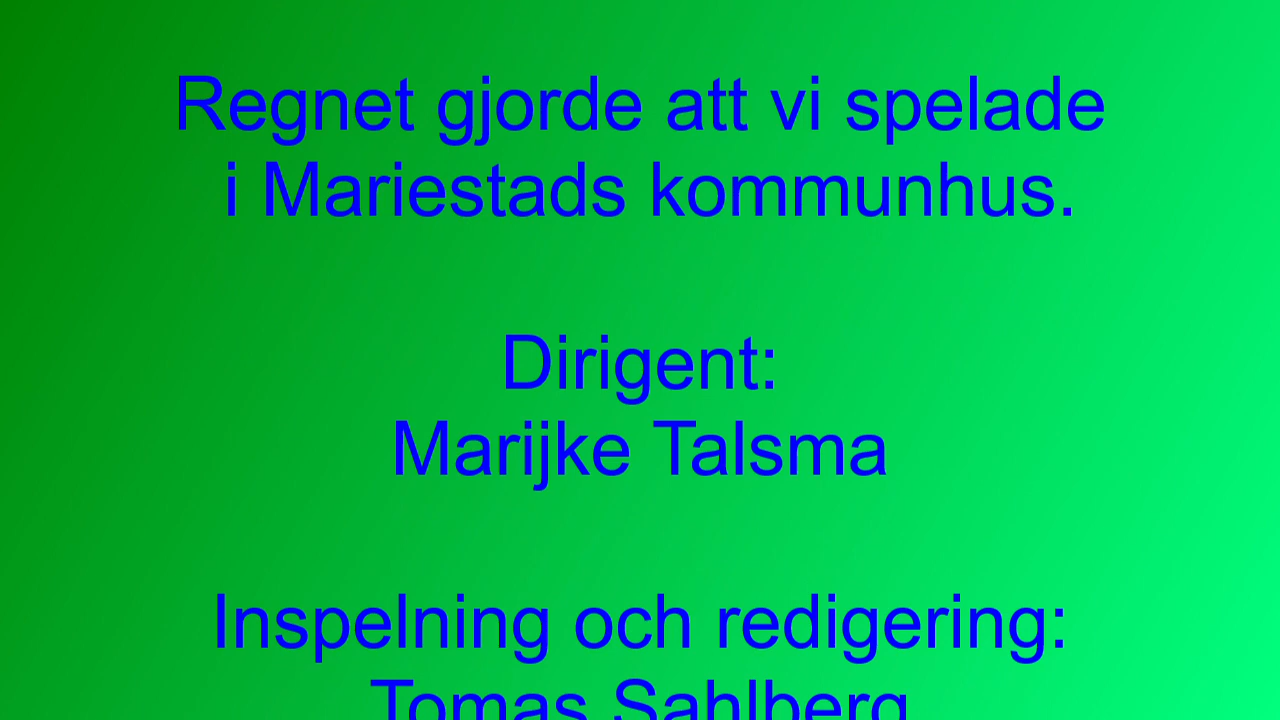 Regnet gjorde att vi spelade
i Mariestads kommunhus.
Dirigent:
Marijke Talsma
Inspelning och redigering:
Tomas Sahlberg